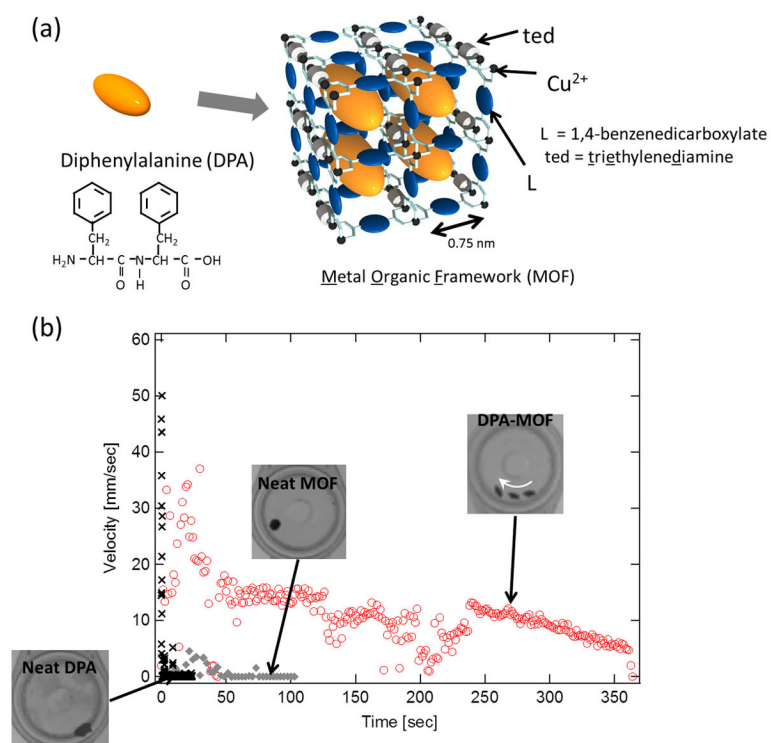 (a)
ted
Cu2+
Diphenylalanine (DPA)
L = 1,4-benzenedicarboxylate
ted = triethylenediamine
L
0.75 nm
CH2 CH2
H2N—CH—C—N—CH—C—OH
O H O
Metal Organic Framework (MOF)
(b)
60
50
40
30
20
10
0
Velocity [mm/sec]
DPA-MOF
Neat MOF
Neat DPA
0 50 100 150 200 250 300 350
Time [sec]